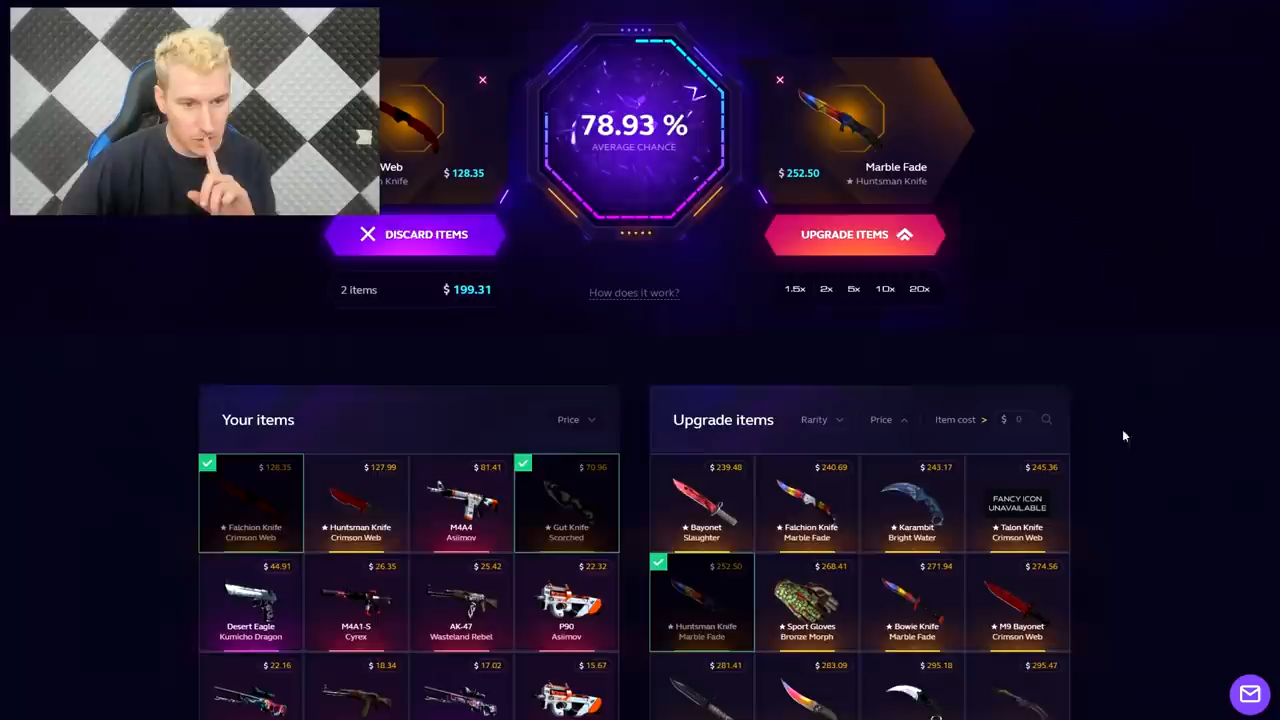 Web
n Knife
$ 128.35
78.93 %
AVERAGE CHANCE
$ 252.50
Marble Fade
★ Huntsman Knife
DISCARD ITEMS
UPGRADE ITEMS
2 items
$ 199.31
How does it work?
1.5x 2x 5x 10x 20x
Your items
Price
Upgrade items
Rarity
Price
Item cost > $ 0
$ 128.35
★ Falchion Knife
Crimson Web
$ 127.99
★ Huntsman Knife
Crimson Web
$ 81.41
M4A4
Asiimov
$ 70.96
★ Gut Knife
Scorched
$ 239.48
★ Bayonet
Slaughter
$ 240.69
★ Falchion Knife
Marble Fade
$ 243.17
★ Karambit
Bright Water
$ 245.36
FANCY ICON
UNAVAILABLE
★ Talon Knife
Crimson Web
$ 44.91
Desert Eagle
Kumicho Dragon
$ 26.35
M4A1-S
Cyrex
$ 25.42
AK-47
Wasteland Rebel
$ 22.32
P90
Asiimov
$ 252.50
★ Huntsman Knife
Marble Fade
$ 268.41
★ Sport Gloves
Bronze Morph
$ 271.94
★ Bowie Knife
Marble Fade
$ 274.56
★ M9 Bayonet
Crimson Web
$ 22.16
$ 18.34
$ 17.02
$ 15.67
$ 281.41
$ 283.09
$ 295.18
$ 295.47